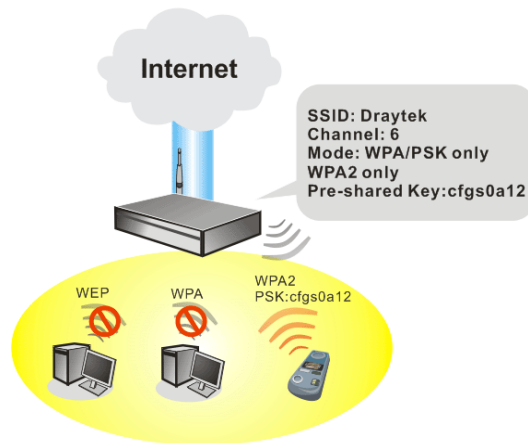 Internet
SSID: Draytek
Channel: 6
Mode: WPA/PSK only
WPA2 only
Pre-shared Key:cfgs0a12
WEP
WPA
WPA2
PSK:cfgs0a12